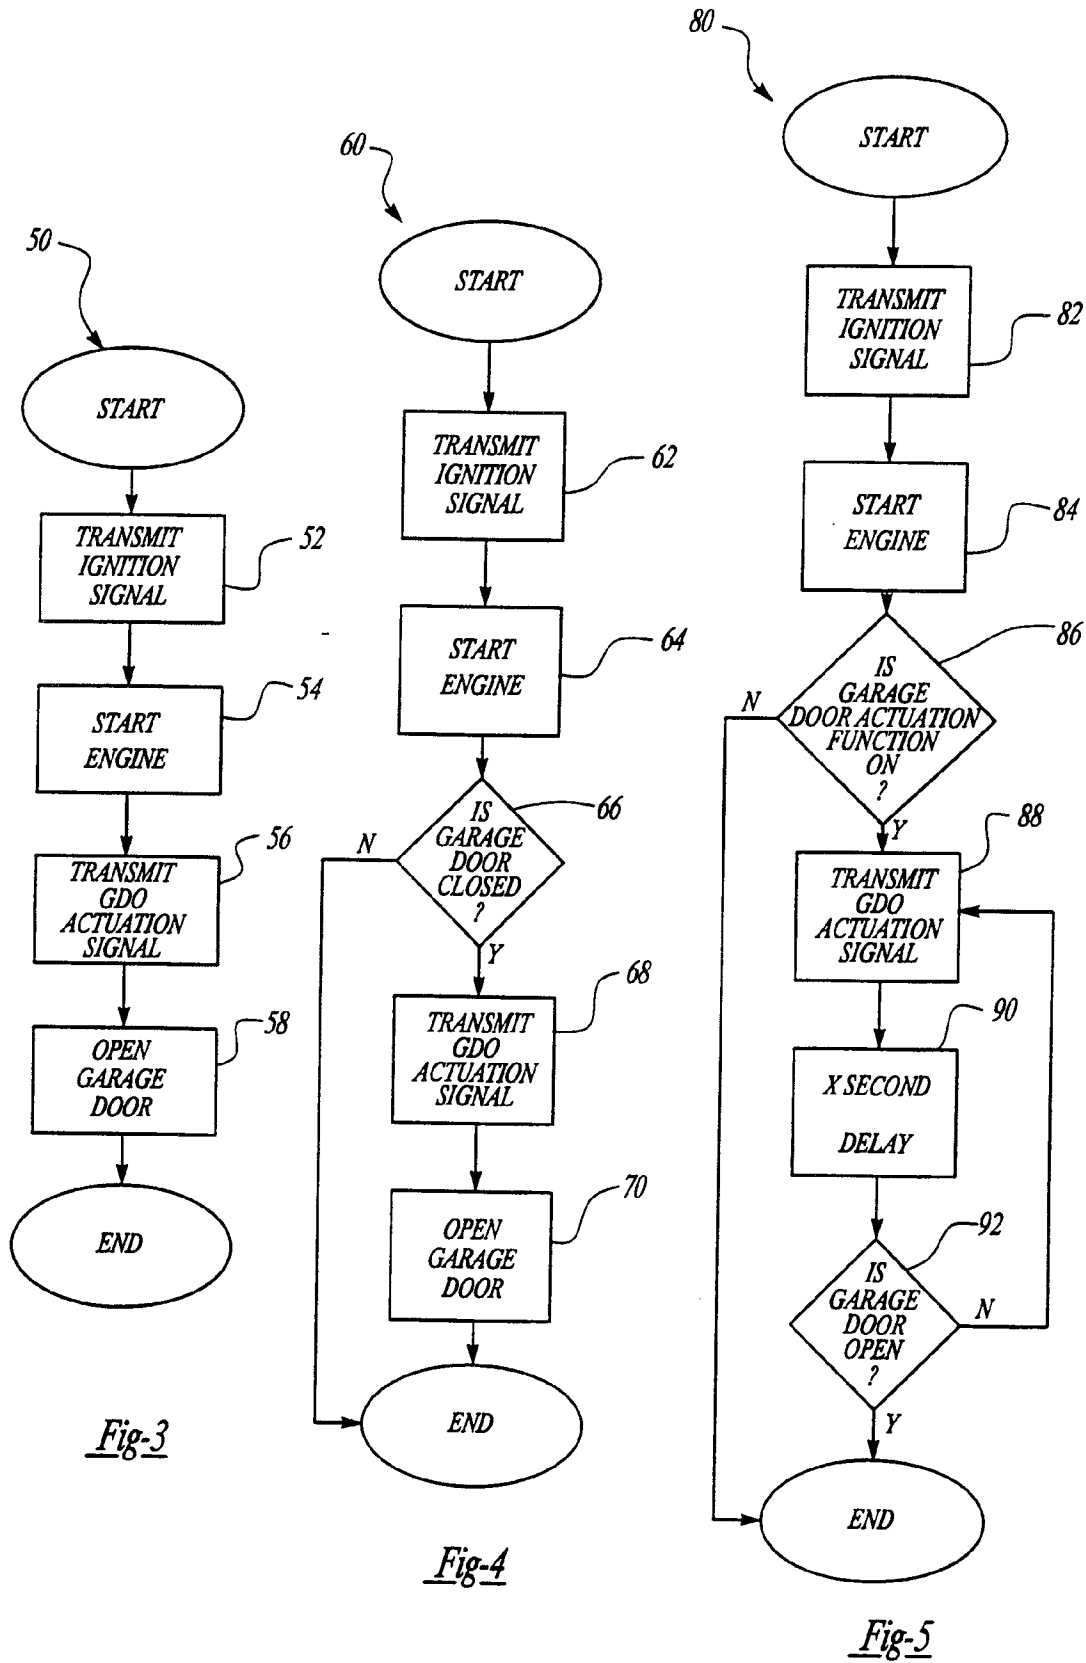 50
START
TRANSMIT
IGNITION
SIGNAL
52
START
ENGINE
54
TRANSMIT
GDO
ACTUATION
SIGNAL
56
OPEN
GARAGE
DOOR
58
END
Fig-3
60
START
TRANSMIT
IGNITION
SIGNAL
62
START
ENGINE
64
IS
GARAGE
DOOR
CLOSED
?
66
N
Y
TRANSMIT
GDO
ACTUATION
SIGNAL
68
OPEN
GARAGE
DOOR
70
END
Fig-4
80
START
TRANSMIT
IGNITION
SIGNAL
82
START
ENGINE
84
IS
GARAGE
DOOR ACTUATION
FUNCTION
ON
?
86
N
Y
TRANSMIT
GDO
ACTUATION
SIGNAL
88
X SECOND
DELAY
90
IS
GARAGE
DOOR
OPEN
?
92
N
Y
END
Fig-5